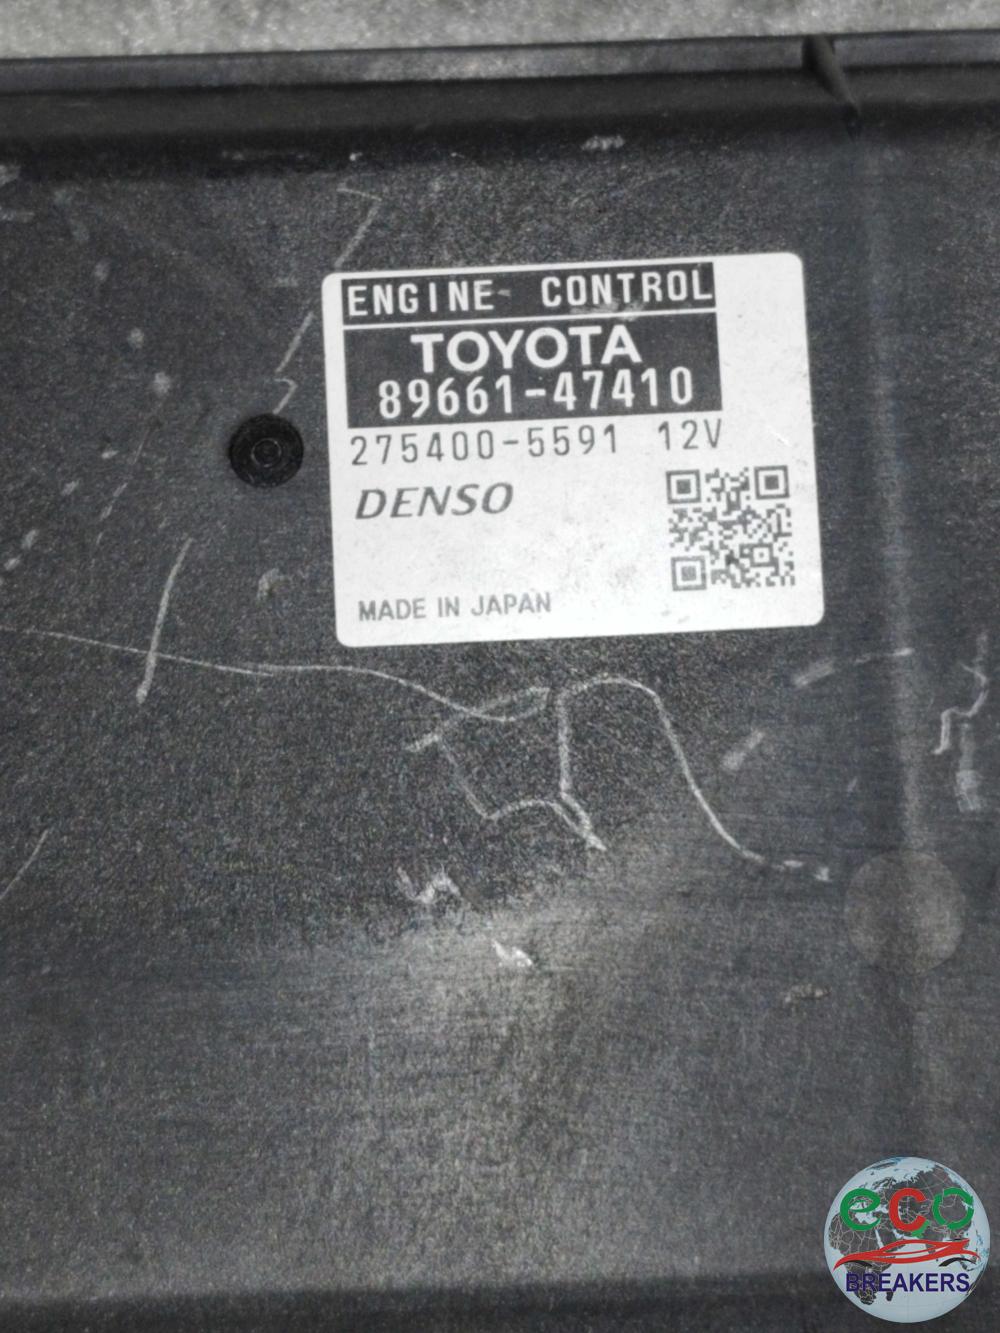 ENGINE CONTROL
TOYOTA
89661-47410
275400-5591 12V
DENSO
MADE IN JAPAN
eco
BREAKERS